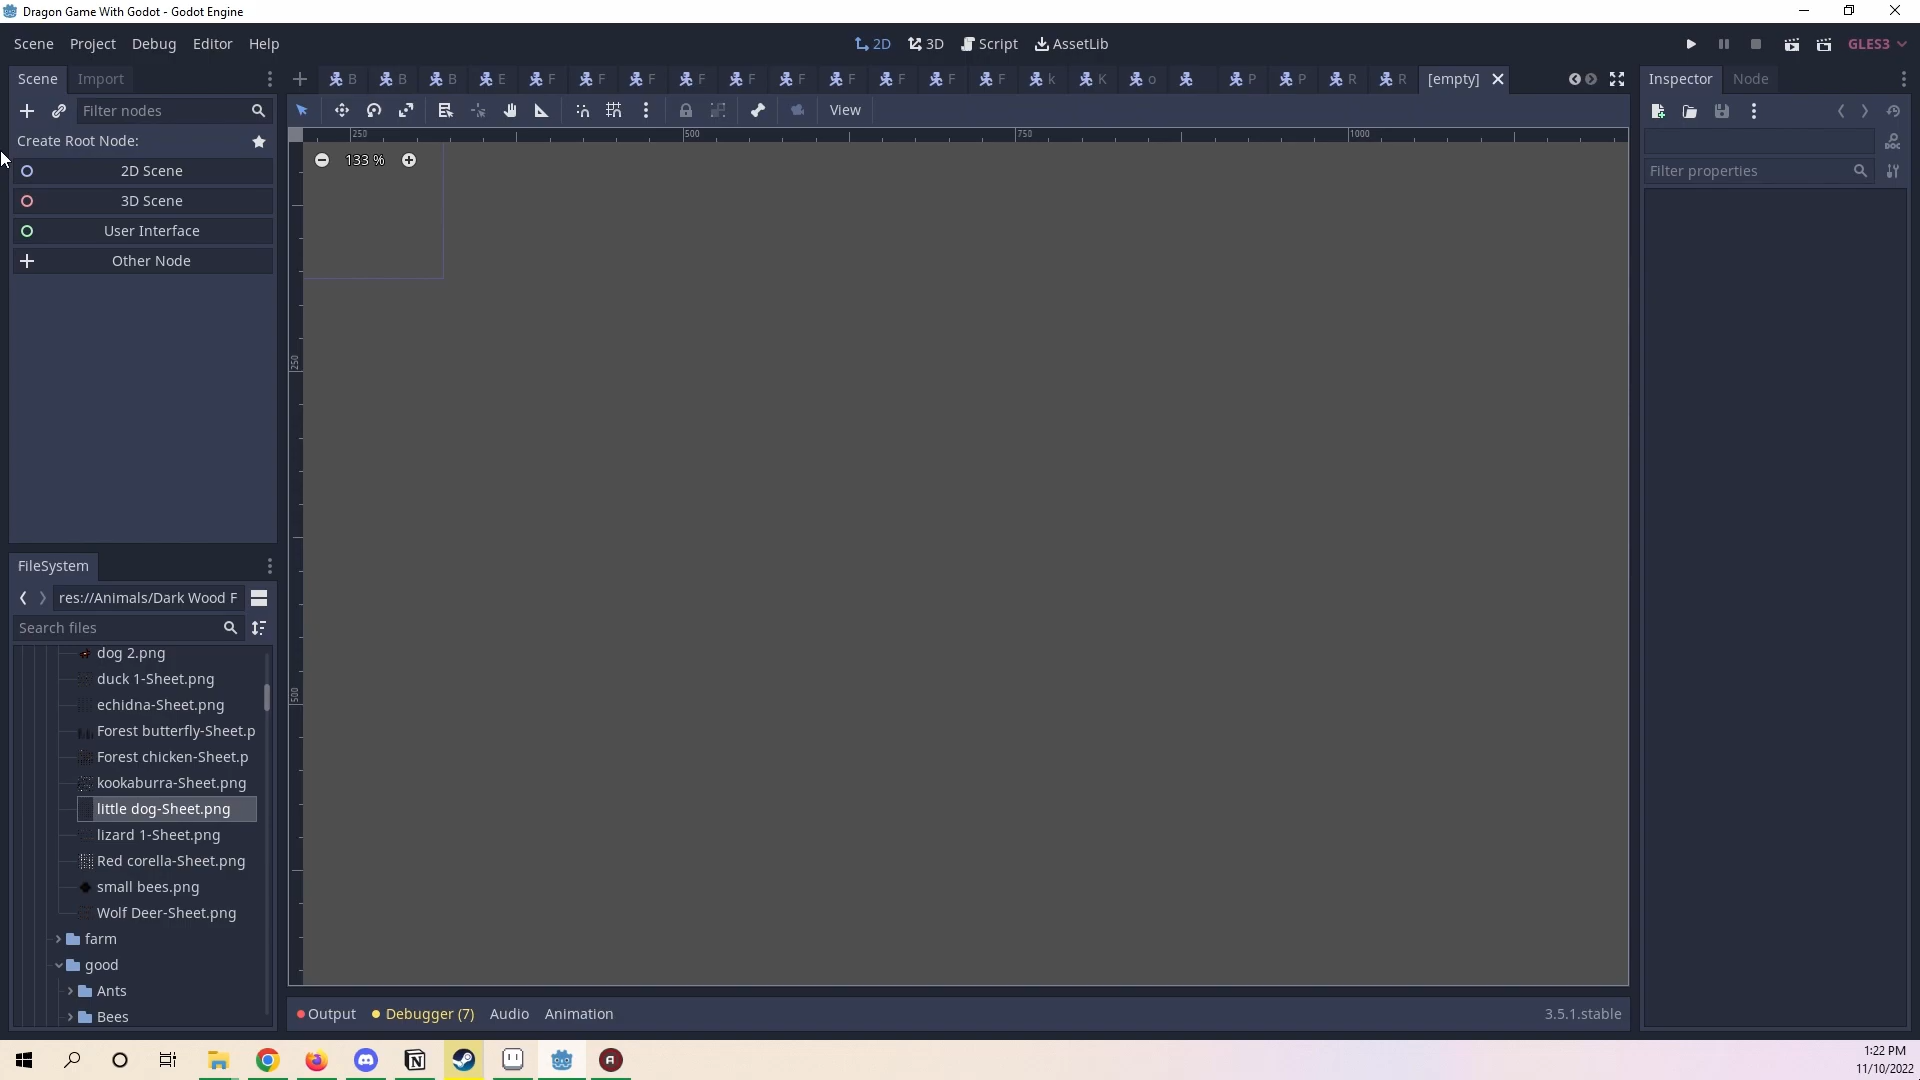 Dragon Game With Godot - Godot Engine
Scene Project Debug Editor Help
2D 3D Script AssetLib
GLES3
Scene Import
B B B E F F F F F F F F F F k K o P P R R [empty]
Inspector Node
Filter nodes
View
Create Root Node:
250 500 750 1000
133 %
2D Scene
Filter properties
3D Scene
User Interface
Other Node
250
500
FileSystem
res://Animals/Dark Wood F
Search files
dog 2.png
duck 1-Sheet.png
echidna-Sheet.png
Forest butterfly-Sheet.p
Forest chicken-Sheet.p
kookaburra-Sheet.png
little dog-Sheet.png
lizard 1-Sheet.png
Red corella-Sheet.png
small bees.png
Wolf Deer-Sheet.png
farm
good
Ants
Bees
Output Debugger (7) Audio Animation
3.5.1.stable
1:22 PM
11/10/2022